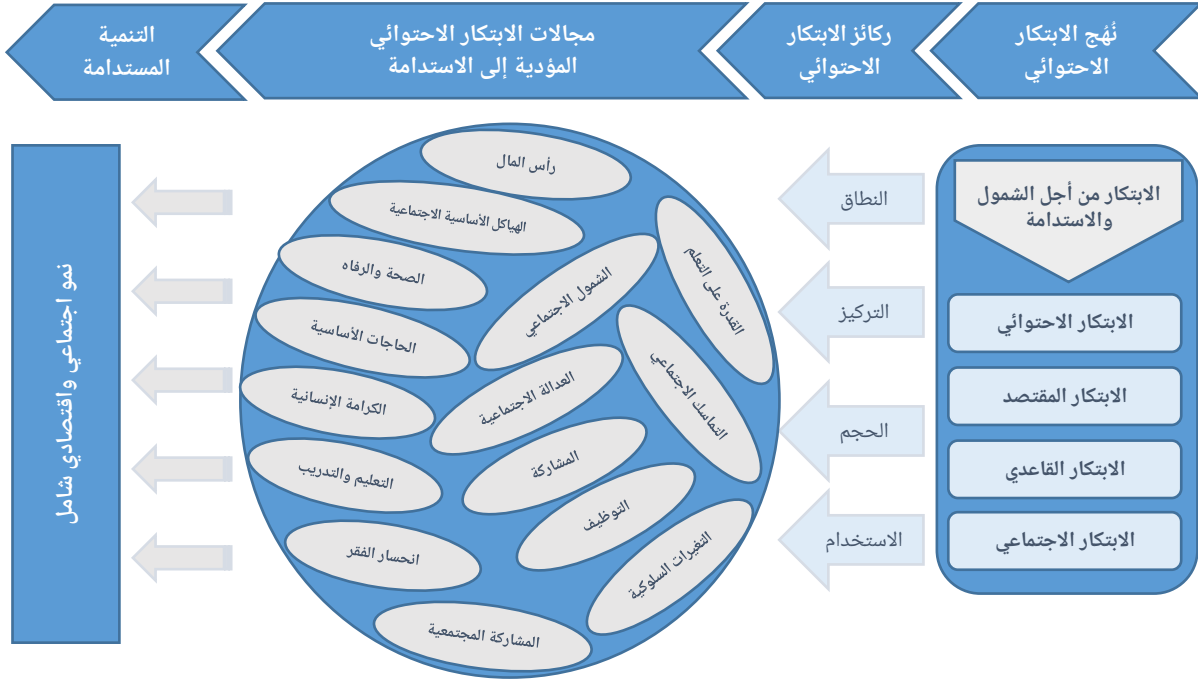 نُهُج الابتكار
الاحتوائي
ركائز الابتكار
الاحتوائي
مجالات الابتكار الاحتوائي
المؤدية إلى الاستدامة
التنمية
المستدامة
الابتكار من أجل الشمول
والاستدامة
الابتكار الاحتوائي
الابتكار المقتصد
الابتكار القاعدي
الابتكار الاجتماعي
النطاق
التركيز
الحجم
الاستخدام
رأس المال
الهياكل الأساسية الاجتماعية
الصحة والرفاه
الحاجات الأساسية
الكرامة الإنسانية
التعليم والتدريب
انحسار الفقر
المشاركة المجتمعية
القدرة على التعلم
الشمول الاجتماعي
التماسك الاجتماعي
العدالة الاجتماعية
المشاركة
التوظيف
التغيرات السلوكية
نمو اجتماعي واقتصادي شامل